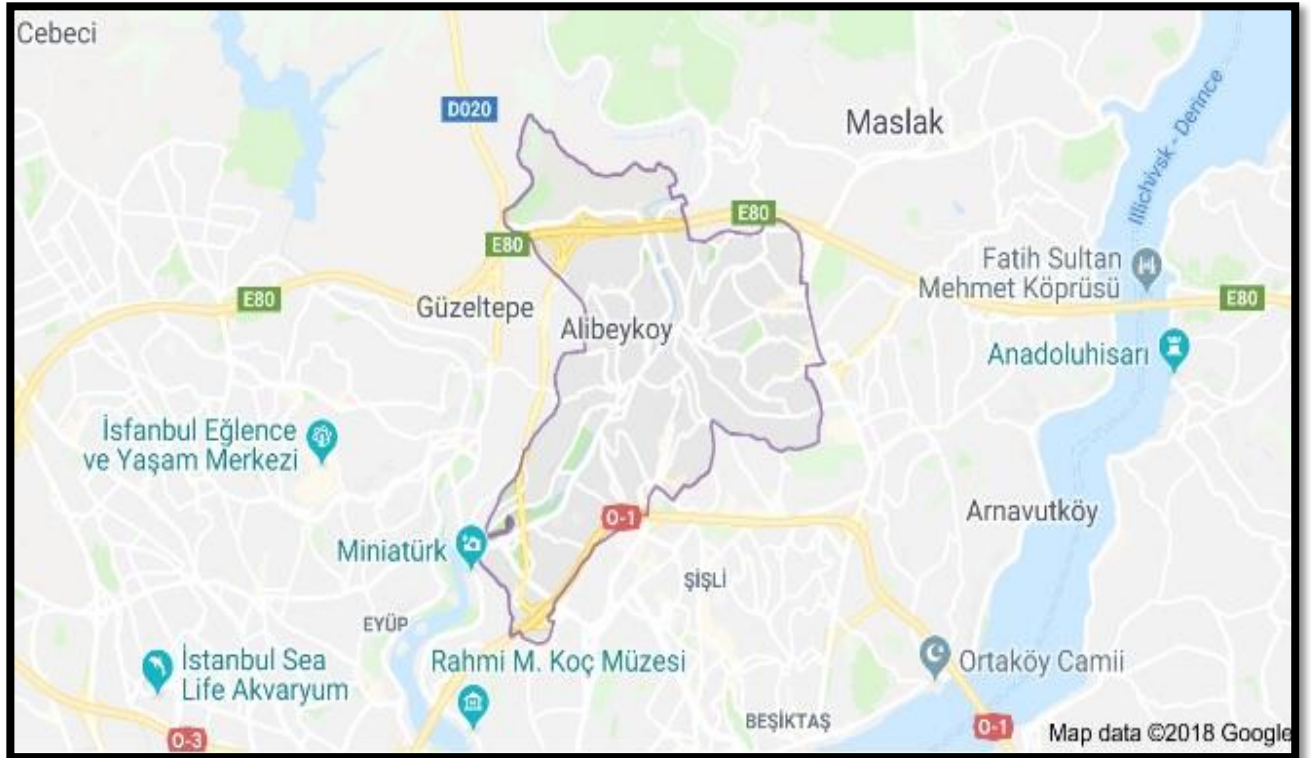 Cebeci
D020
Maslak
Illichivsk - Derince
E80
E80
Fatih Sultan
Mehmet Köprüsü
E80
E80
Güzeltepe
Alibeykoy
Anadoluhisarı
İsfanbul Eğlence
ve Yaşam Merkezi
O-1
Arnavutköy
Miniatürk
ŞİŞLİ
EYÜP
İstanbul Sea
Life Akvaryum
Rahmi M. Koç Müzesi
Ortaköy Camii
BEŞİKTAŞ
O-3
O-1
Map data ©2018 Google